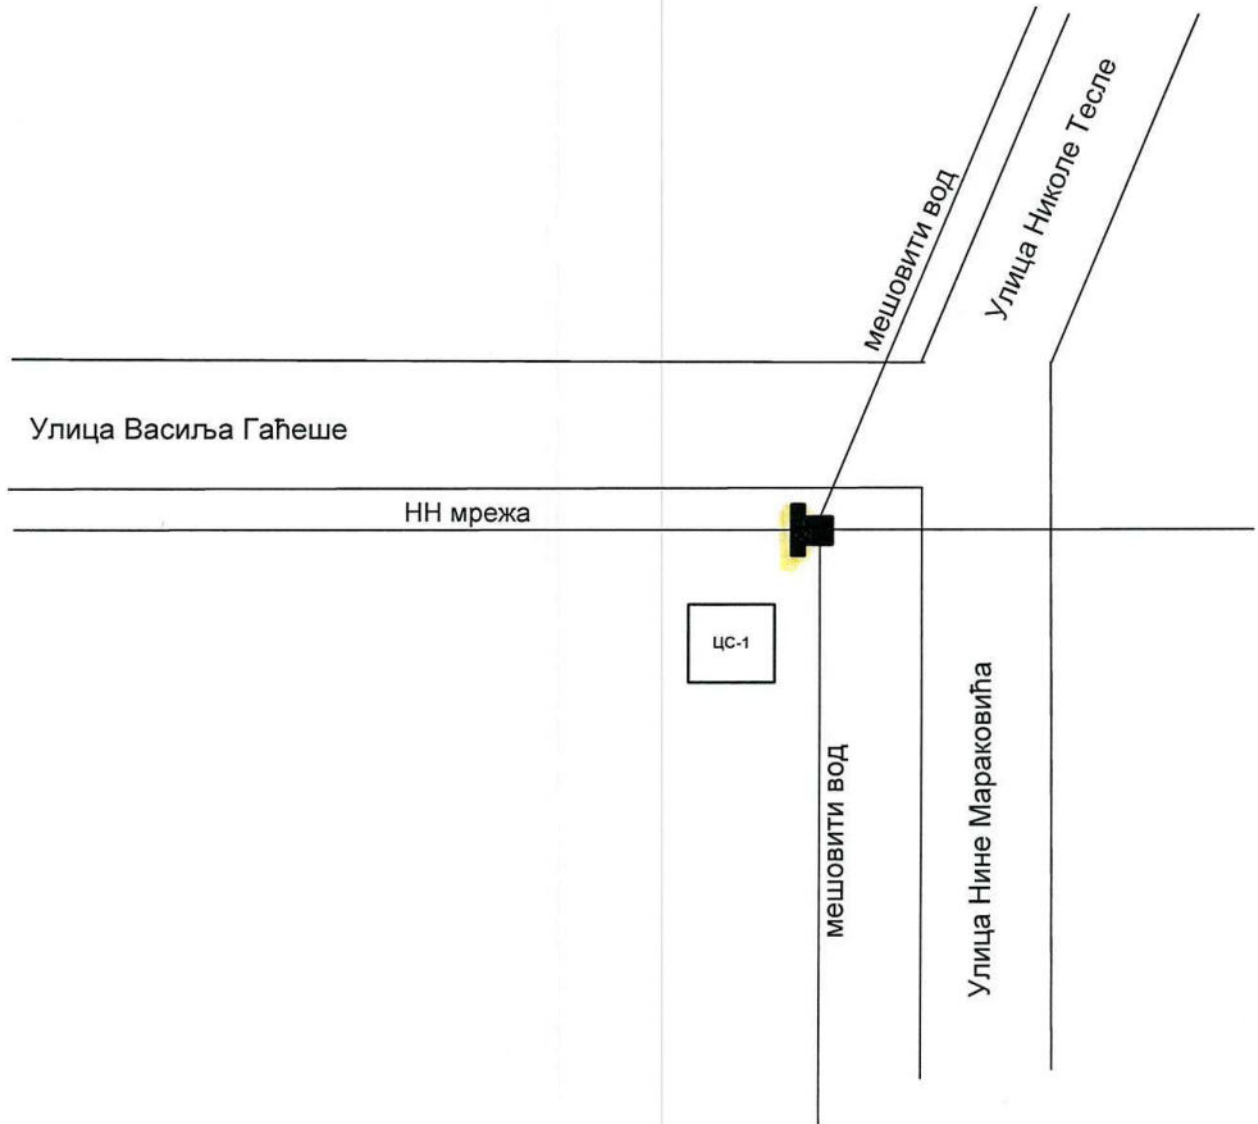 Улица Николе Тесле
мешовити вод
Улица Васиља Гаћеше
НН мрежа
ЦС-1
мешовити вод
Улица Нине Мараковића